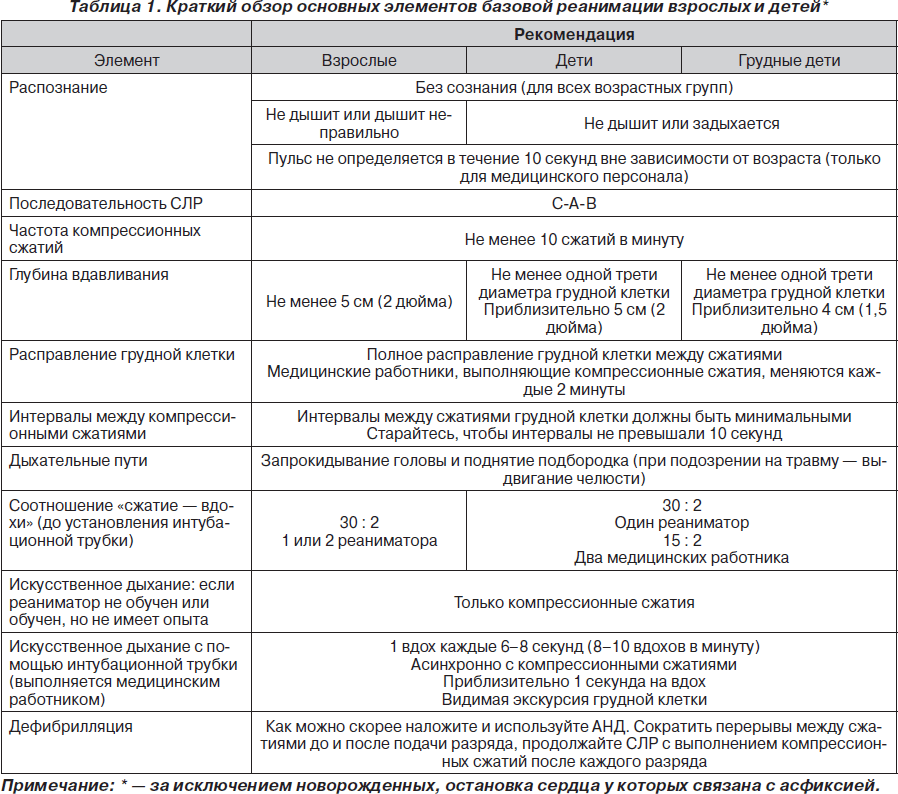 Таблица 1. Краткий обзор основных элементов базовой реанимации взрослых и детей*
Рекомендация
Элемент
Взрослые
Дети
Грудные дети
Распознание
Без сознания (для всех возрастных групп)
Не дышит или дышит не-
правильно
Не дышит или задыхается
Пульс не определяется в течение 10 секунд вне зависимости от возраста (только
для медицинского персонала)
Последовательность СЛР
С-А-В
Частота компрессионных
сжатий
Не менее 10 сжатий в минуту
Глубина вдавливания
Не менее 5 см (2 дюйма)
Не менее одной трети
диаметра грудной клетки
Приблизительно 5 см (2
дюйма)
Не менее одной трети
диаметра грудной клетки
Приблизительно 4 см (1,5
дюйма)
Расправление грудной клетки
Полное расправление грудной клетки между сжатиями
Медицинские работники, выполняющие компрессионные сжатия, меняются каж-
дые 2 минуты
Интервалы между компресси-
онными сжатиями
Интервалы между сжатиями грудной клетки должны быть минимальными
Старайтесь, чтобы интервалы не превышали 10 секунд
Дыхательные пути
Запрокидывание головы и поднятие подбородка (при подозрении на травму — вы-
двигание челюсти)
Соотношение «сжатие — вдо-
хи» (до установления интуба-
ционной трубки)
30 : 2
1 или 2 реаниматора
30 : 2
Один реаниматор
15 : 2
Два медицинских работника
Искусственное дыхание: если
реаниматор не обучен или
обучен, но не имеет опыта
Только компрессионные сжатия
Искусственное дыхание с по-
мощью интубационной трубки
(выполняется медицинским
работником)
1 вдох каждые 6–8 секунд (8–10 вдохов в минуту)
Асинхронно с компрессионными сжатиями
Приблизительно 1 секунда на вдох
Видимая экскурсия грудной клетки
Дефибрилляция
Как можно скорее наложите и используйте АНД. Сократить перерывы между сжа-
тиями до и после подачи разряда, продолжайте СЛР с выполнением компрессион-
ных сжатий после каждого разряда
Примечание: * — за исключением новорожденных, остановка сердца у которых связана с асфиксией.